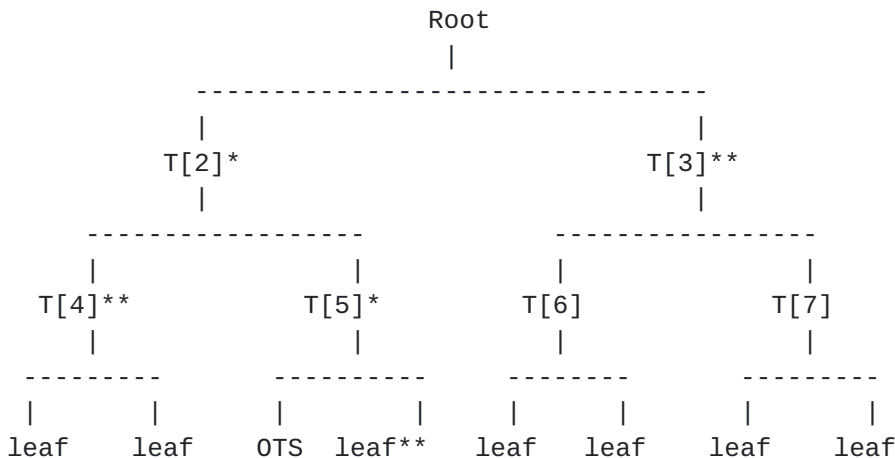 Root
T[2]* T[3]**
T[4]** T[5]* T[6] T[7]
leaf leaf OTS leaf** leaf leaf leaf leaf